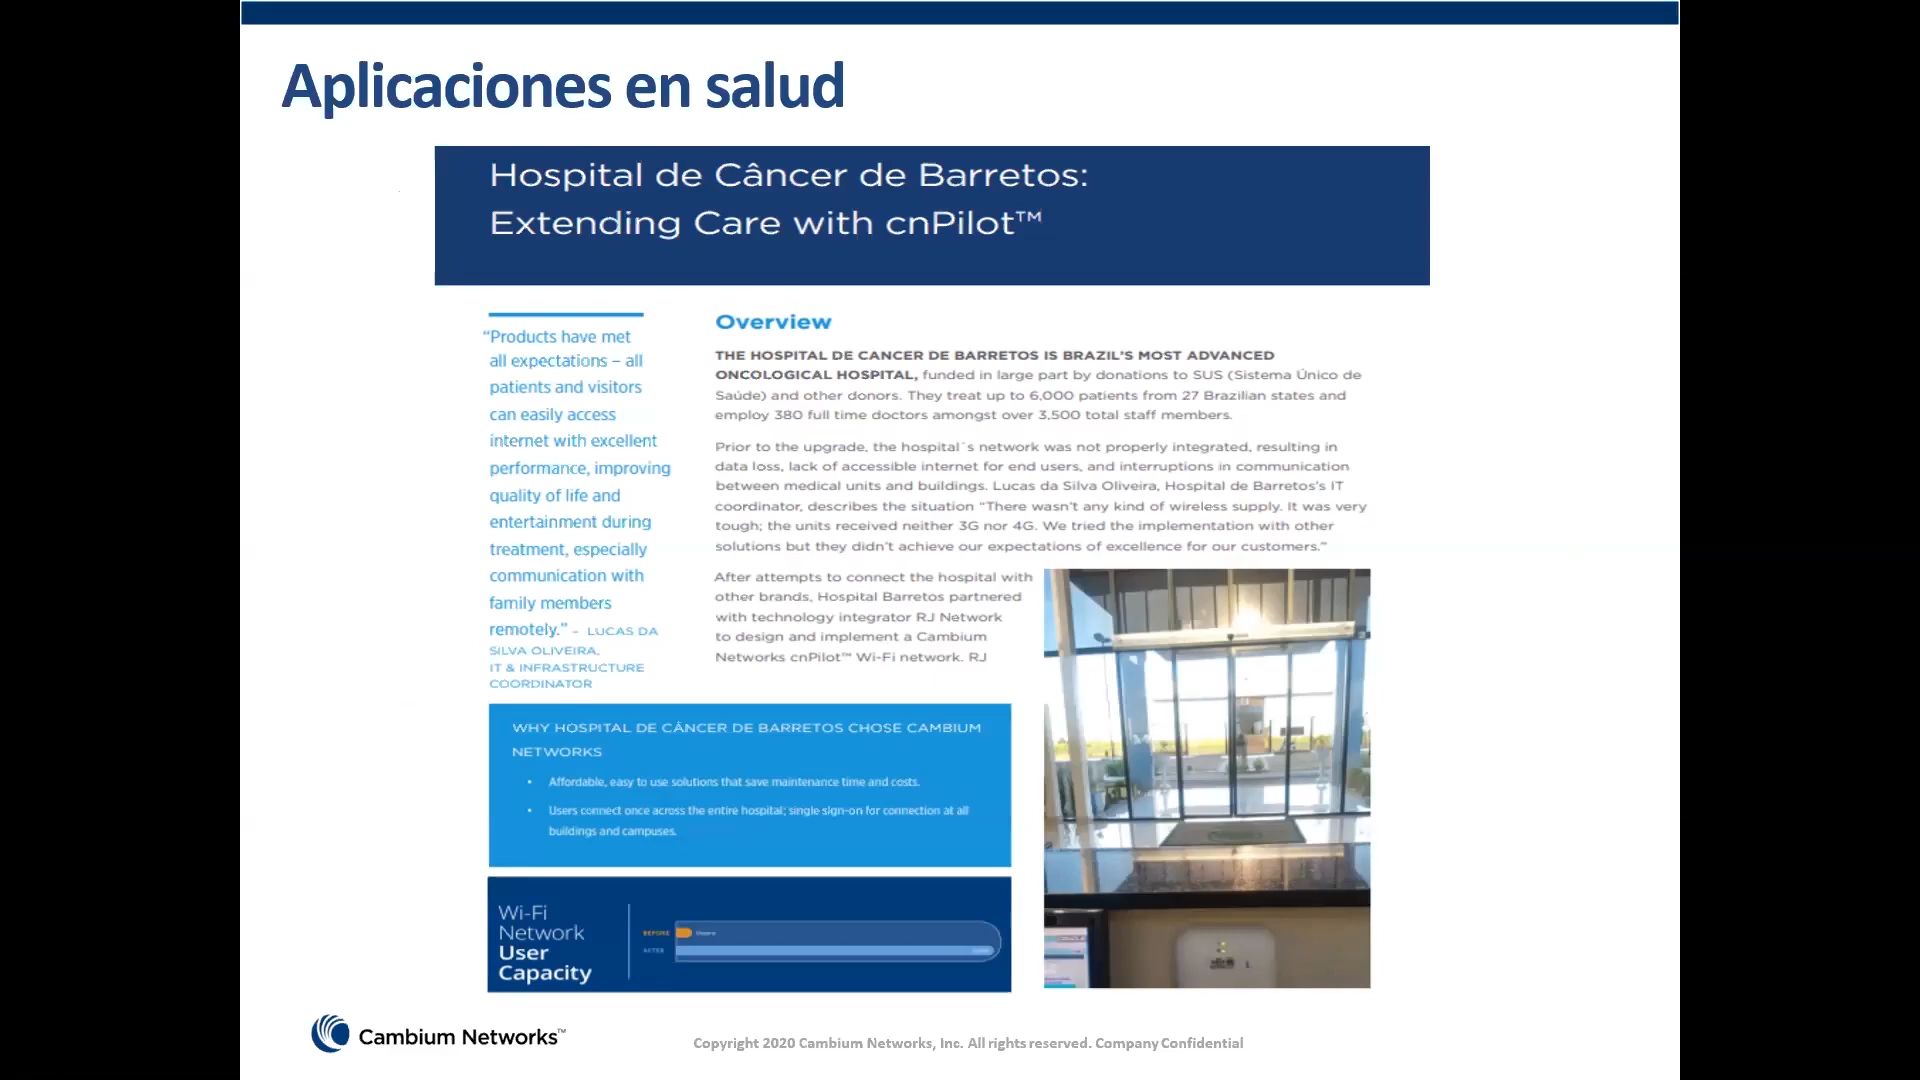 Aplicaciones en salud
Hospital de Câncer de Barretos:
Extending Care with cnPilot™
“Products have met
all expectations – all
patients and visitors
can easily access
internet with excellent
performance, improving
quality of life and
entertainment during
treatment, especially
communication with
family members
remotely.” - LUCAS DA
SILVA OLIVEIRA,
IT & INFRASTRUCTURE
COORDINATOR
Overview
THE HOSPITAL DE CANCER DE BARRETOS IS BRAZIL’S MOST ADVANCED
ONCOLOGICAL HOSPITAL, funded in large part by donations to SUS (Sistema Único de
Saúde) and other donors. They treat up to 6,000 patients from 27 Brazilian states and
employ 380 full time doctors amongst over 3,500 total staff members.
Prior to the upgrade, the hospital´s network was not properly integrated, resulting in
data loss, lack of accessible internet for end users, and interruptions in communication
between medical units and buildings. Lucas da Silva Oliveira, Hospital de Barretos’s IT
coordinator, describes the situation “There wasn’t any kind of wireless supply. It was very
tough; the units received neither 3G nor 4G. We tried the implementation with other
solutions but they didn’t achieve our expectations of excellence for our customers.”
After attempts to connect the hospital with
other brands, Hospital Barretos partnered
with technology integrator RJ Network
to design and implement a Cambium
Networks cnPilot™ Wi-Fi network. RJ
WHY HOSPITAL DE CÂNCER DE BARRETOS CHOSE CAMBIUM
NETWORKS
• Affordable, easy to use solutions that save maintenance time and costs.
• Users connect once across the entire hospital; single sign-on for connection at all
buildings and campuses.
Wi-Fi
Network
User
Capacity
BEFORE
AFTER
Cambium Networks™
Copyright 2020 Cambium Networks, Inc. All rights reserved. Company Confidential